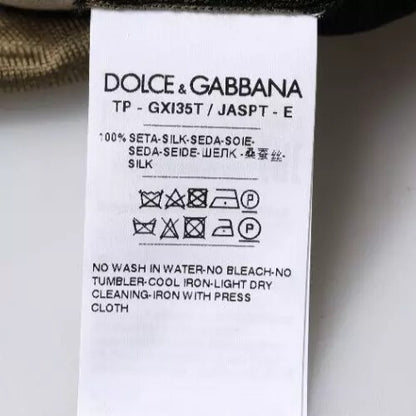 DOLCE & GABBANA
TP - GXI35T / JASPT - E
100% SETA-SILK-SEDA-SOIE-
SEDA-SEIDE-ШЕЛК - 桑蚕丝 -
SILK
P
P
NO WASH IN WATER-NO BLEACH-NO
TUMBLER-COOL IRON-LIGHT DRY
CLEANING-IRON WITH PRESS
CLOTH